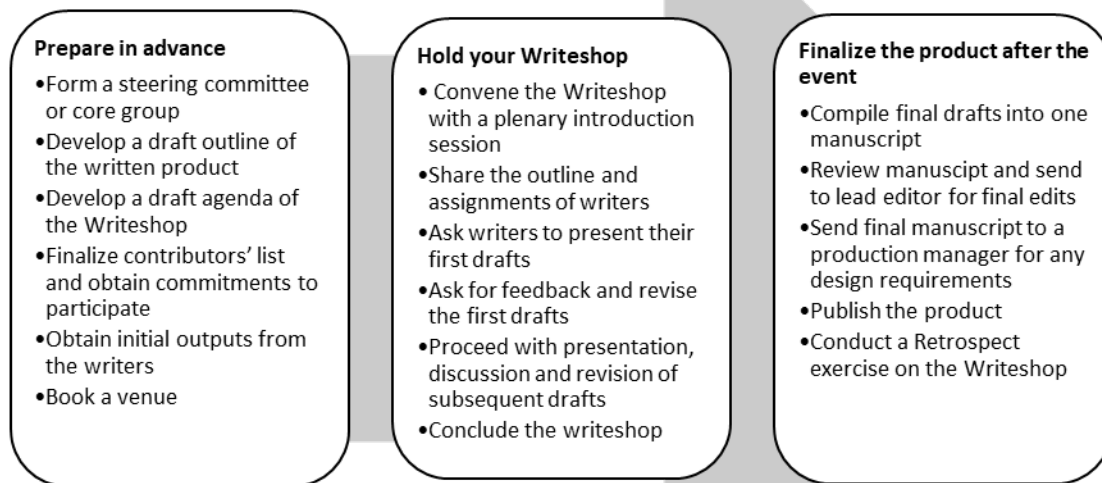 Prepare in advance
•Form a steering committee
or core group
•Develop a draft outline of
the written product
•Develop a draft agenda of
the Writeshop
•Finalize contributors’ list
and obtain commitments to
participate
•Obtain initial outputs from
the writers
•Book a venue
Hold your Writeshop
• Convene the Writeshop
with a plenary introduction
session
•Share the outline and
assignments of writers
•Ask writers to present their
first drafts
•Ask for feedback and revise
the first drafts
•Proceed with presentation,
discussion and revision of
subsequent drafts
•Conclude the writeshop
Finalize the product after the
event
•Compile final drafts into one
manuscript
•Review manuscipt and send
to lead editor for final edits
•Send final manuscript to a
production manager for any
design requirements
•Publish the product
•Conduct a Retrospect
exercise on the Writeshop